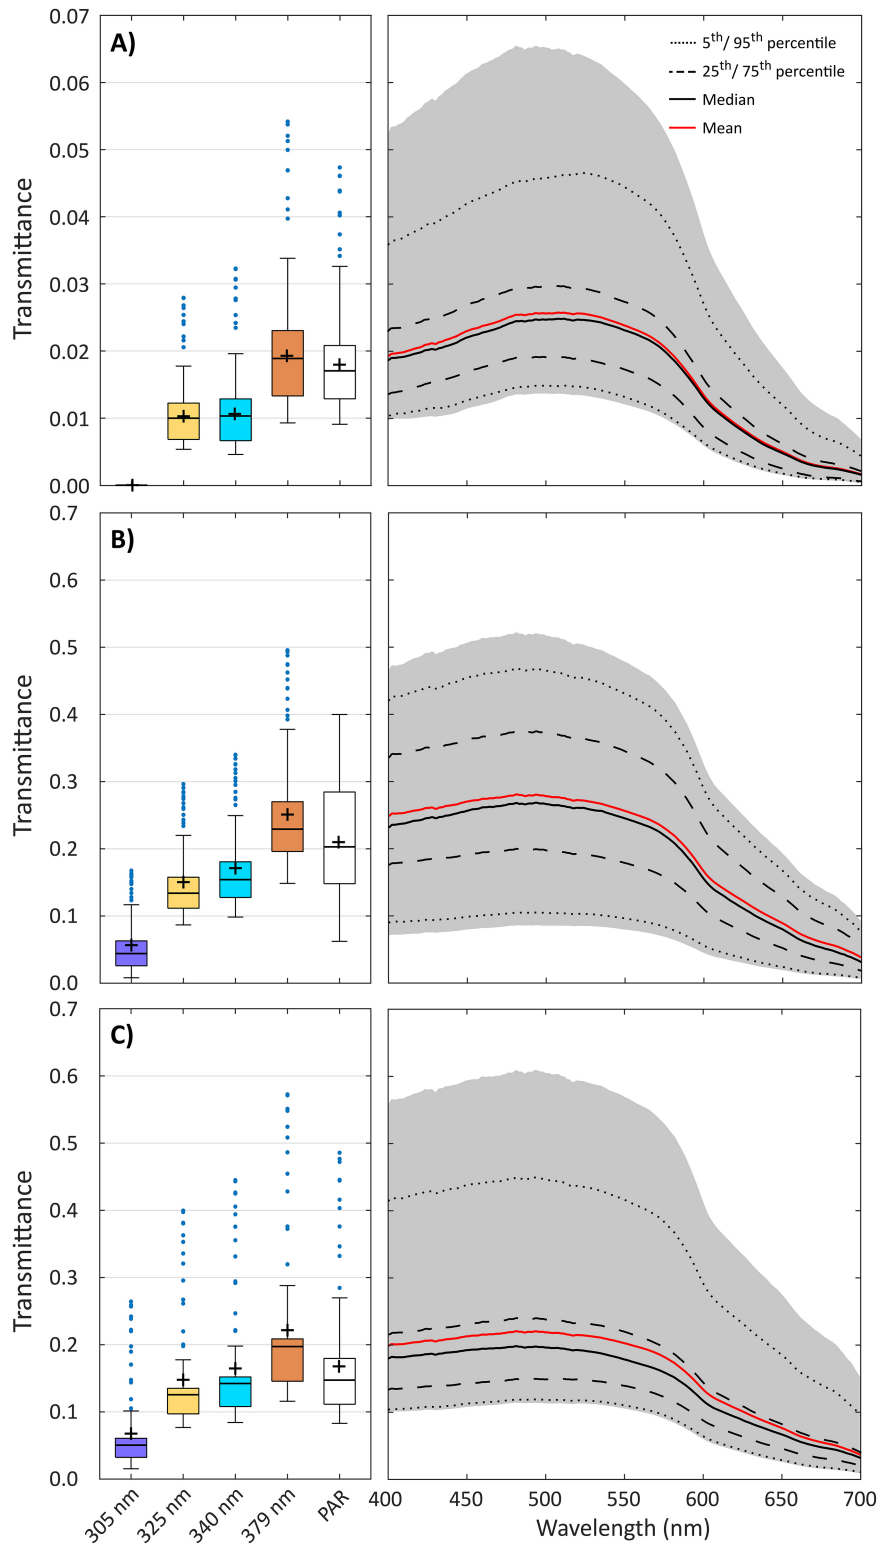 A)
0.07
0.06
0.05
0.04
0.03
0.02
0.01
0.00
Transmittance
5th/ 95th percentile
25th/ 75th percentile
Median
Mean
B)
0.7
0.6
0.5
0.4
0.3
0.2
0.1
0.0
Transmittance
C)
0.7
0.6
0.5
0.4
0.3
0.2
0.1
0.0
Transmittance
305 nm
325 nm
340 nm
379 nm
PAR
400 450 500 550 600 650 700
Wavelength (nm)